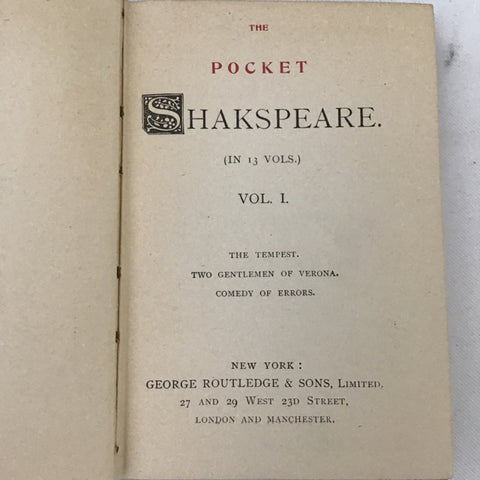 THE
POCKET
SHAKSPEARE.
(IN 13 VOLS.)
VOL. I.
THE TEMPEST.
TWO GENTLEMEN OF VERONA.
COMEDY OF ERRORS.
NEW YORK:
GEORGE ROUTLEDGE & SONS, LIMITED,
27 AND 29 WEST 23D STREET,
LONDON AND MANCHESTER.